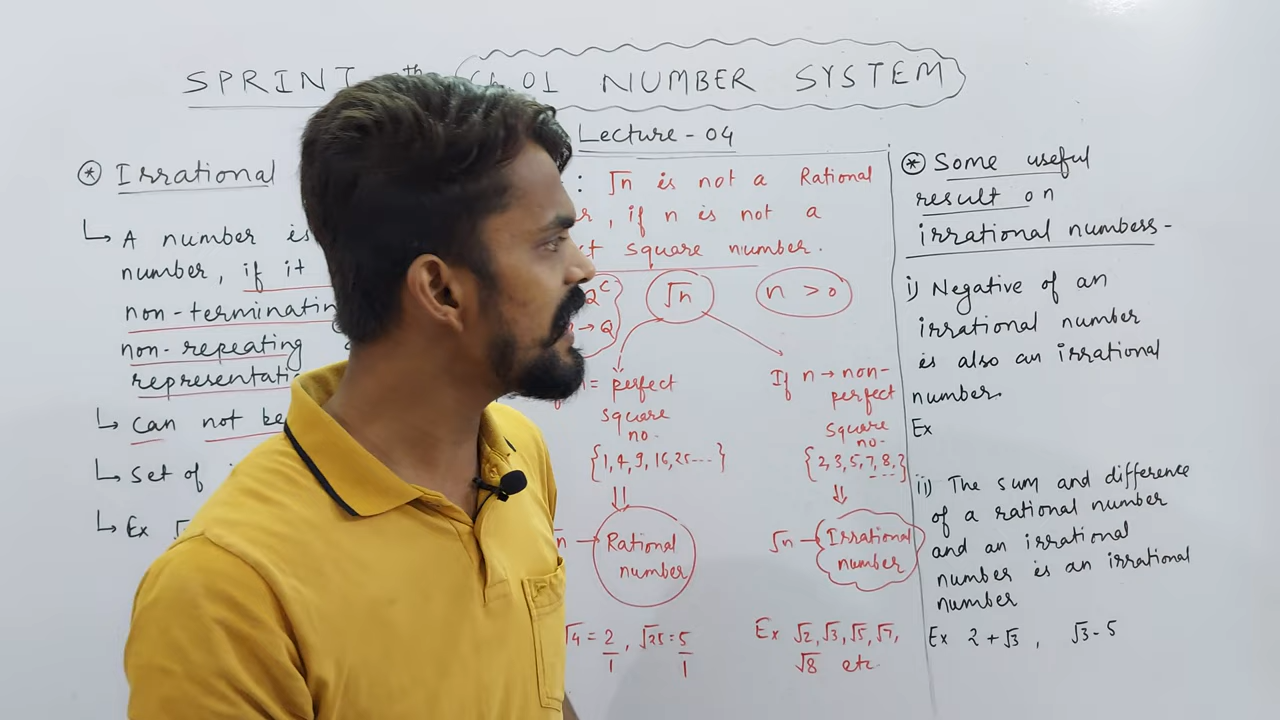 SPRINT th Ch 01 NUMBER SYSTEM
Lecture - 04
* Irrational
↳ A number is
number, if it
non-terminatin
non-repeating
representati
↳ Can not be
↳ Set of
↳ Ex
: √n is not a Rational
, if n is not a
square number.
Q^C √n n > 0
→ Q
= perfect
square
no.
{1, 4, 9, 16, 25 ---- }
⇓
→ Rational
number
√4 = 2/1, √25 = 5/1
If n → non-
perfect
square
no.
{2, 3, 5, 7, 8, }
⇓
√n → Irrational
number
Ex √2, √3, √5, √7,
√8 etc.
* Some useful
result on
irrational numbers -
i) Negative of an
irrational number
is also an irrational
number.
Ex
ii) The sum and difference
of a rational number
and an irrational
number is an irrational
number
Ex 2 + √3 , √3 - 5